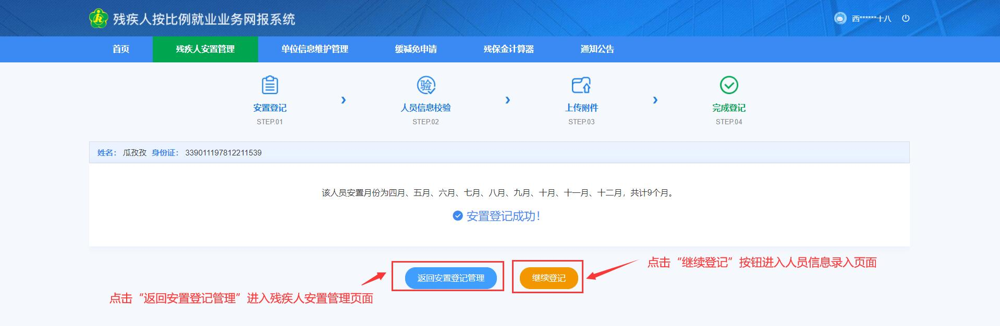 残疾人按比例就业业务网报系统
西******十八
首页 残疾人安置管理 单位信息维护管理 缓减免申请 残保金计算器 通知公告
验
安置登记 人员信息校验 上传附件 完成登记
STEP.01 STEP.02 STEP.03 STEP.04
姓名： 瓜孜孜 身份证： 339011197812211539
该人员安置月份为四月、五月、六月、七月、八月、九月、十月、十一月、十二月，共计9个月。
安置登记成功！
点击“继续登记”按钮进入人员信息录入页面
返回安置登记管理 继续登记
点击“返回安置登记管理”进入残疾人安置管理页面